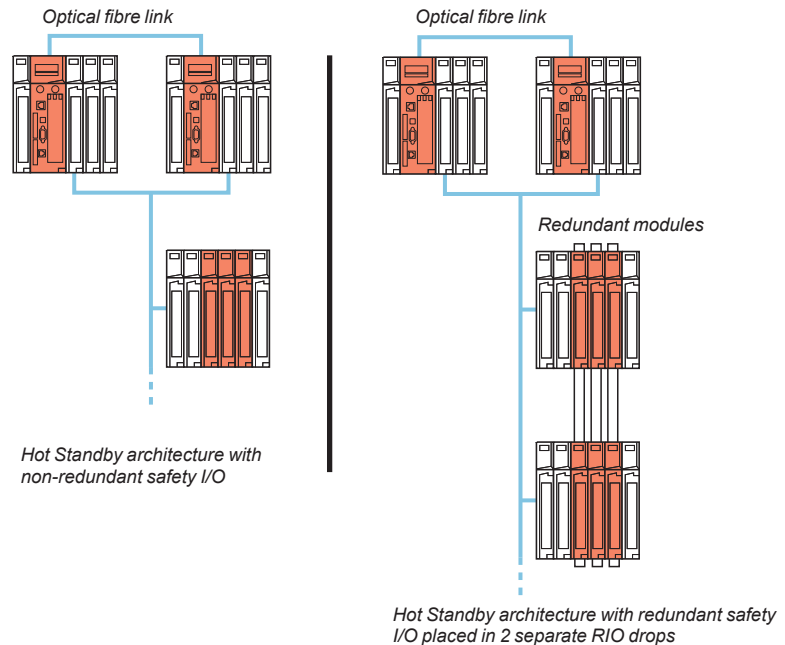 Optical fibre link
Hot Standby architecture with
non-redundant safety I/O
Optical fibre link
Redundant modules
Hot Standby architecture with redundant safety
I/O placed in 2 separate RIO drops